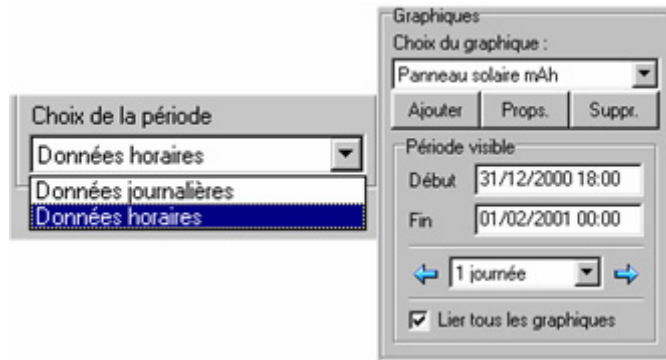 Choix de la période
Données horaires
Données journalières
Données horaires
Graphiques
Choix du graphique :
Panneau solaire mAh
Ajouter Props. Suppr.
Période visible
Début 31/12/2000 18:00
Fin 01/02/2001 00:00
1 journée
Lier tous les graphiques